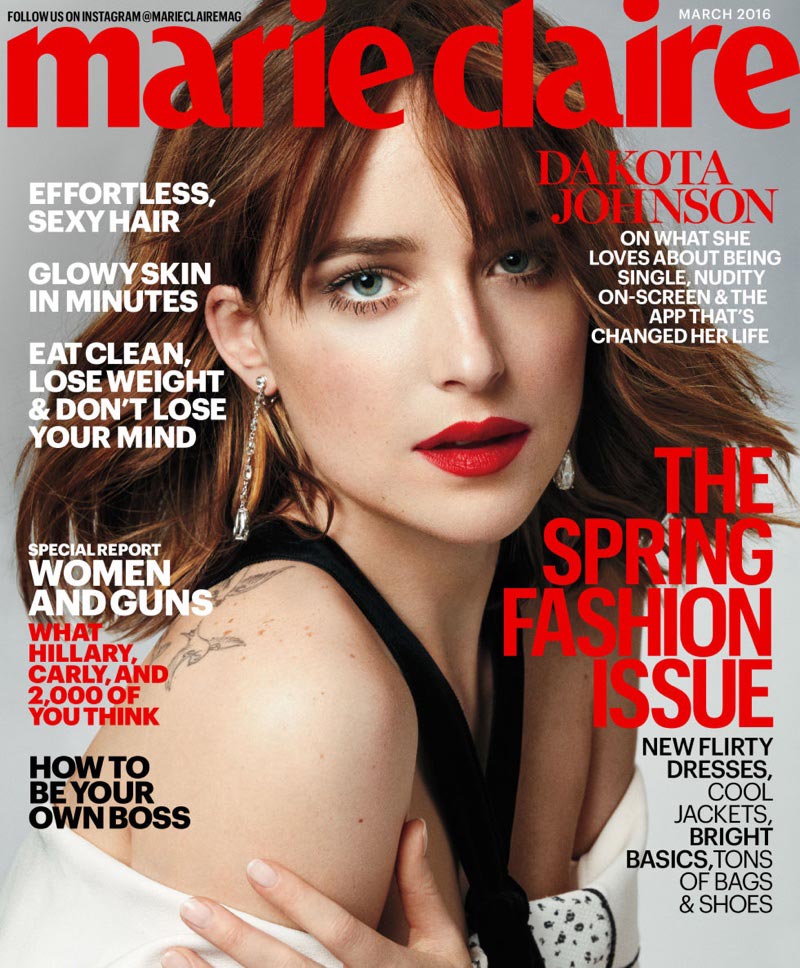 FOLLOW US ON INSTAGRAM @MARIECLAIREMAG
MARCH 2016
marie claire
EFFORTLESS,
SEXY HAIR
GLOWY SKIN
IN MINUTES
EAT CLEAN,
LOSE WEIGHT
& DON'T LOSE
YOUR MIND
SPECIAL REPORT
WOMEN
AND GUNS
WHAT
HILLARY,
CARLY, AND
2,000 OF
YOU THINK
HOW TO
BE YOUR
OWN BOSS
DAKOTA
JOHNSON
ON WHAT SHE
LOVES ABOUT BEING
SINGLE, NUDITY
ON-SCREEN & THE
APP THAT'S
CHANGED HER LIFE
THE
SPRING
FASHION
ISSUE
NEW FLIRTY
DRESSES,
COOL
JACKETS,
BRIGHT
BASICS, TONS
OF BAGS
& SHOES